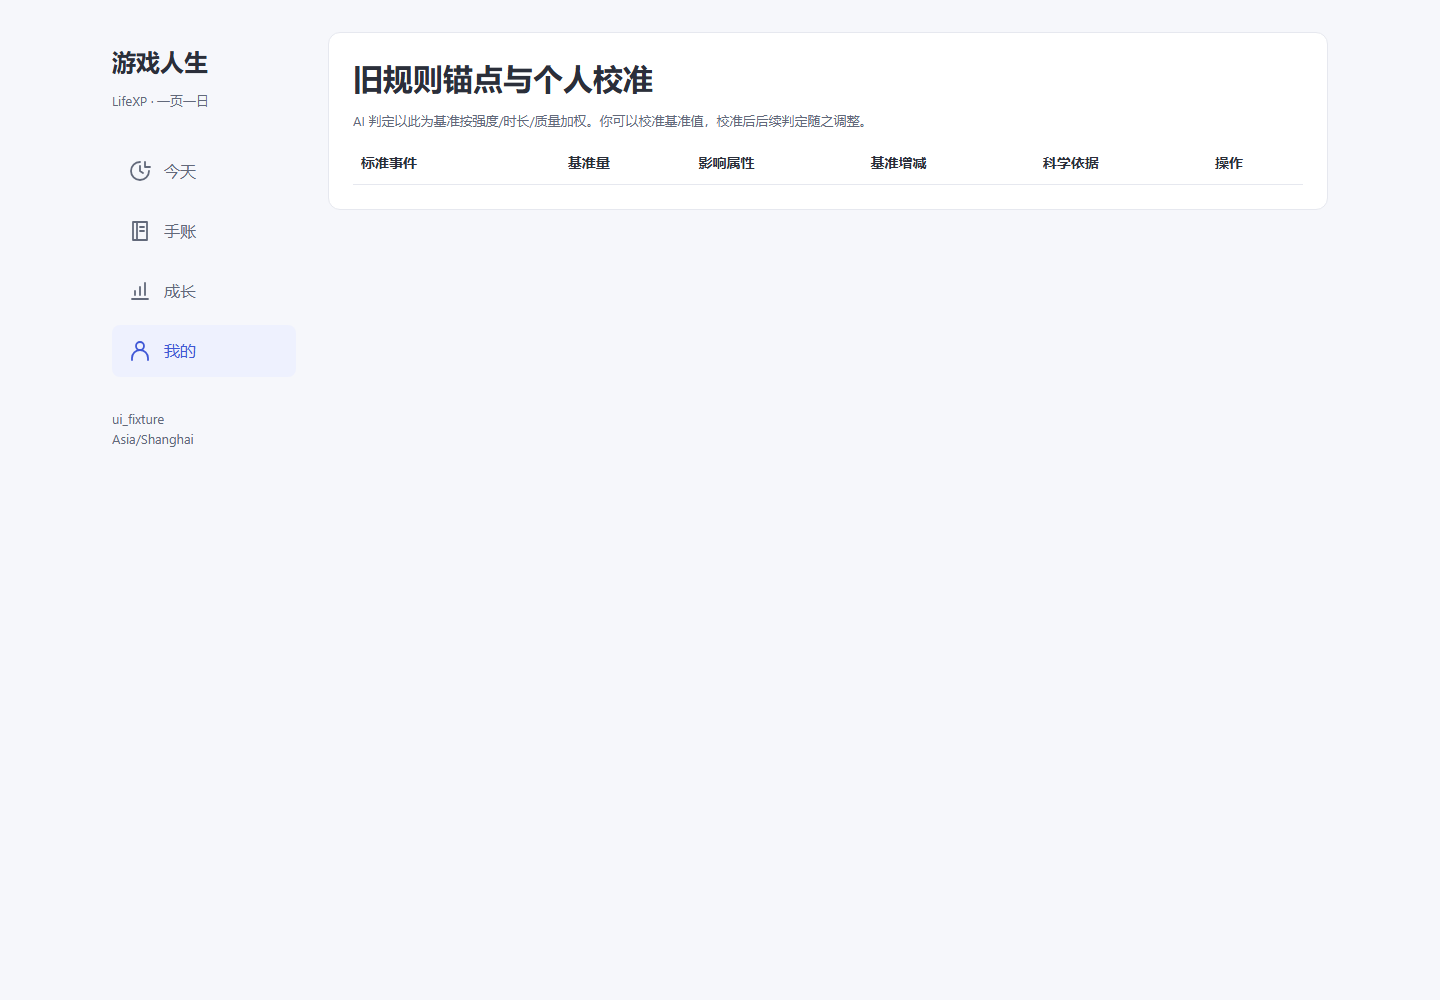 游戏人生
LifeXP · 一页一日
今天
手账
成长
我的
ui_fixture
Asia/Shanghai
旧规则锚点与个人校准
AI 判定以此为基准按强度/时长/质量加权。你可以校准基准值，校准后后续判定随之调整。
标准事件 基准量 影响属性 基准增减 科学依据 操作